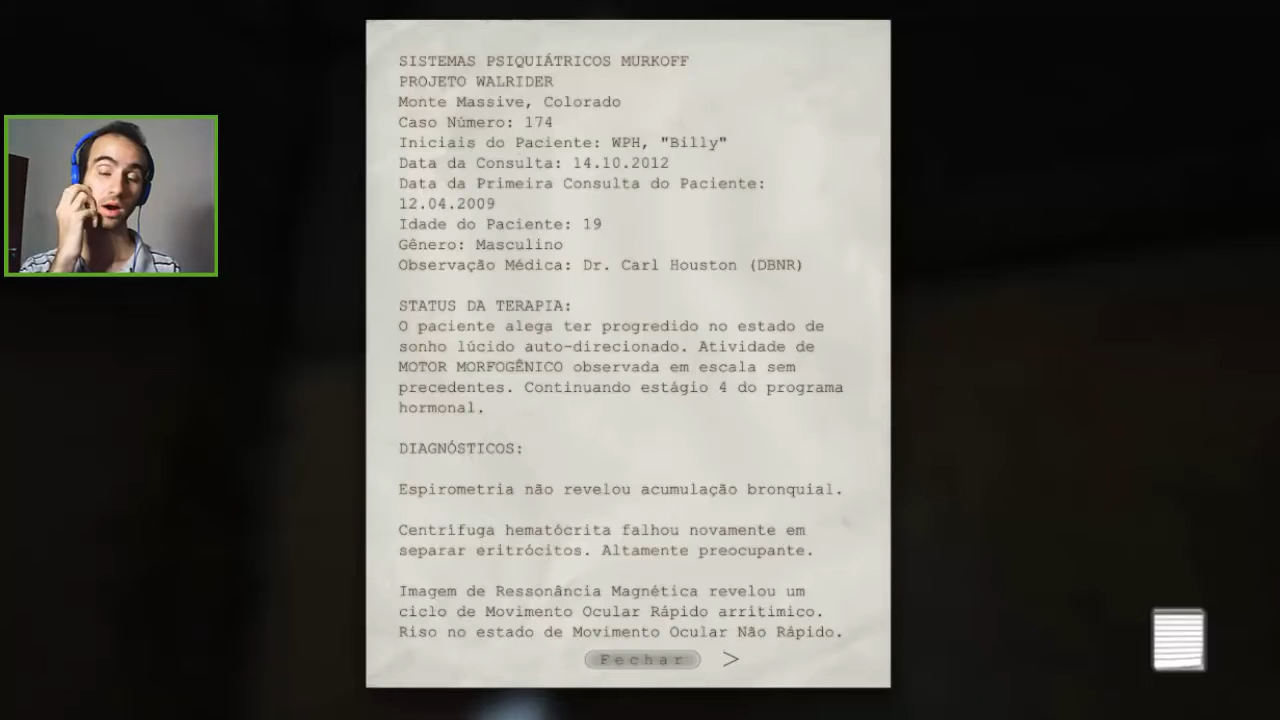 SISTEMAS PSIQUIÁTRICOS MURKOFF
PROJETO WALRIDER
Monte Massive, Colorado
Caso Número: 174
Iniciais do Paciente: WPH, "Billy"
Data da Consulta: 14.10.2012
Data da Primeira Consulta do Paciente:
12.04.2009
Idade do Paciente: 19
Gênero: Masculino
Observação Médica: Dr. Carl Houston (DBNR)
STATUS DA TERAPIA:
O paciente alega ter progredido no estado de
sonho lúcido auto-direcionado. Atividade de
MOTOR MORFOGÊNICO observada em escala sem
precedentes. Continuando estágio 4 do programa
hormonal.
DIAGNÓSTICOS:
Espirometria não revelou acumulação bronquial.
Centrífuga hematócrita falhou novamente em
separar eritrócitos. Altamente preocupante.
Imagem de Ressonância Magnética revelou um
ciclo de Movimento Ocular Rápido arritimico.
Riso no estado de Movimento Ocular Não Rápido.
Fechar >